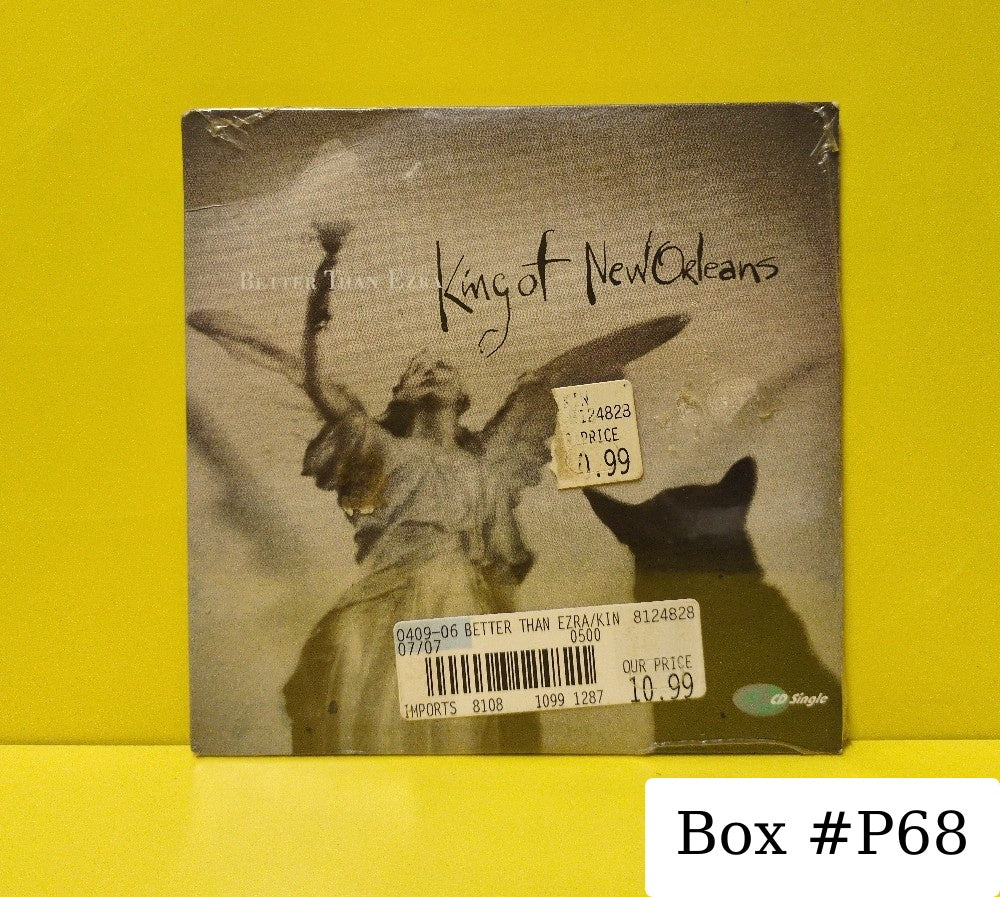 BETTER THAN EZRA
King of New Orleans
124828
PRICE
.99
0409-06 BETTER THAN EZRA/KIN 8124828
07/07 0500
OUR PRICE
10.99
IMPORTS 8108 1099 1287
CD Single
Box #P68